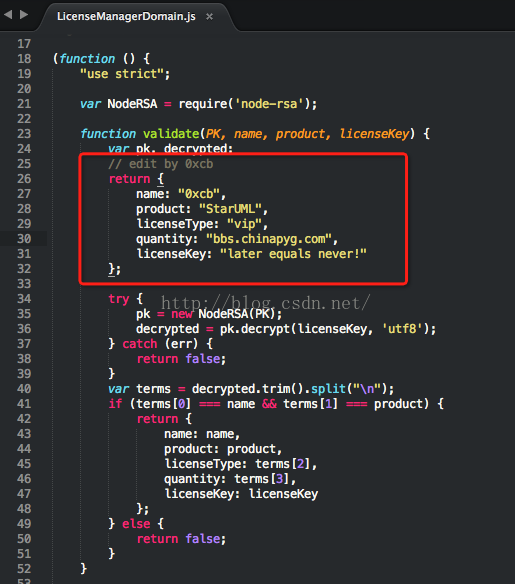 LicenseManagerDomain.js ×
17
18 (function () {
19     "use strict";
20
21     var NodeRSA = require('node-rsa');
22
23     function validate(PK, name, product, licenseKey) {
24         var pk, decrypted;
25         // edit by 0xcb
26         return {
27             name: "0xcb",
28             product: "StarUML",
29             licenseType: "vip",
30             quantity: "bbs.chinapyg.com",
31             licenseKey: "later equals never!"
32         };
33
34         try {
http://blog.csdn.net/
35             pk = new NodeRSA(PK);
36             decrypted = pk.decrypt(licenseKey, 'utf8');
37         } catch (err) {
38             return false;
39         }
40         var terms = decrypted.trim().split("\n");
41         if (terms[0] === name && terms[1] === product) {
42             return {
43                 name: name,
44                 product: product,
45                 licenseType: terms[2],
46                 quantity: terms[3],
47                 licenseKey: licenseKey
48             };
49         } else {
50             return false;
51         }
52     }
53